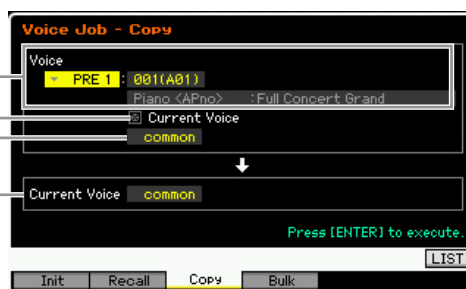 Voice Job - Copy
Voice
PRE 1 : 001(A01)
Piano <APno> :Full Concert Grand
Current Voice
common
Current Voice common
Press [ENTER] to execute.
LIST
Init Recall Copy Bulk